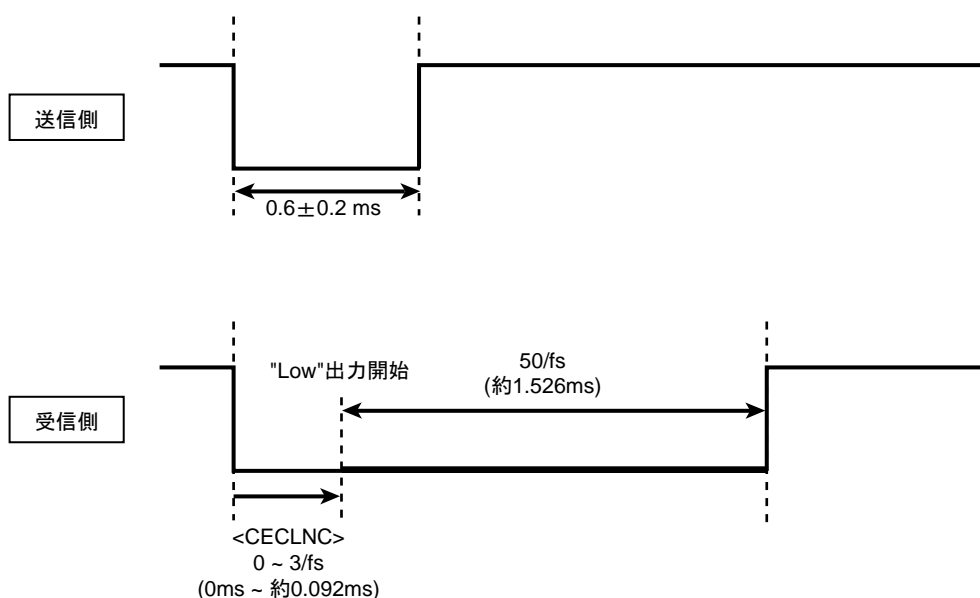 送信側
0.6±0.2 ms
受信側
"Low"出力開始
50/fs
(約1.526ms)
<CECLNC>
0 ~ 3/fs
(0ms ~ 約0.092ms)